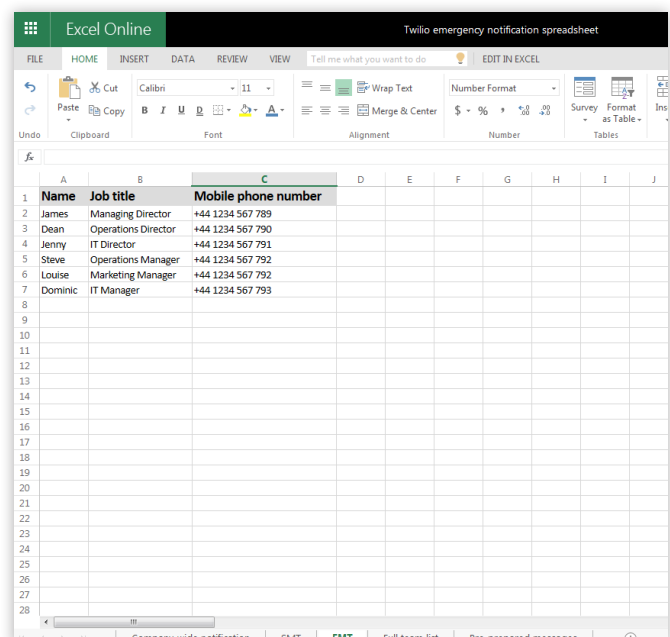 Excel Online Twilio emergency notification spreadsheet
FILE HOME INSERT DATA REVIEW VIEW Tell me what you want to do EDIT IN EXCEL
Cut Calibri 11 Wrap Text Number Format
Paste Copy B I U D A Merge & Center $ % , .00 .00 Survey Format as Table Ins
Undo Clipboard Font Alignment Number Tables
fx
A B C D E F G H I J
1 Name Job title Mobile phone number
2 James Managing Director +44 1234 567 789
3 Dean Operations Director +44 1234 567 790
4 Jenny IT Director +44 1234 567 791
5 Steve Operations Manager +44 1234 567 792
6 Louise Marketing Manager +44 1234 567 792
7 Dominic IT Manager +44 1234 567 793
8
9
10
11
12
13
14
15
16
17
18
19
20
21
22
23
24
25
26
27
28
Company-wide notification EMT Full team list Pre-prepared messages